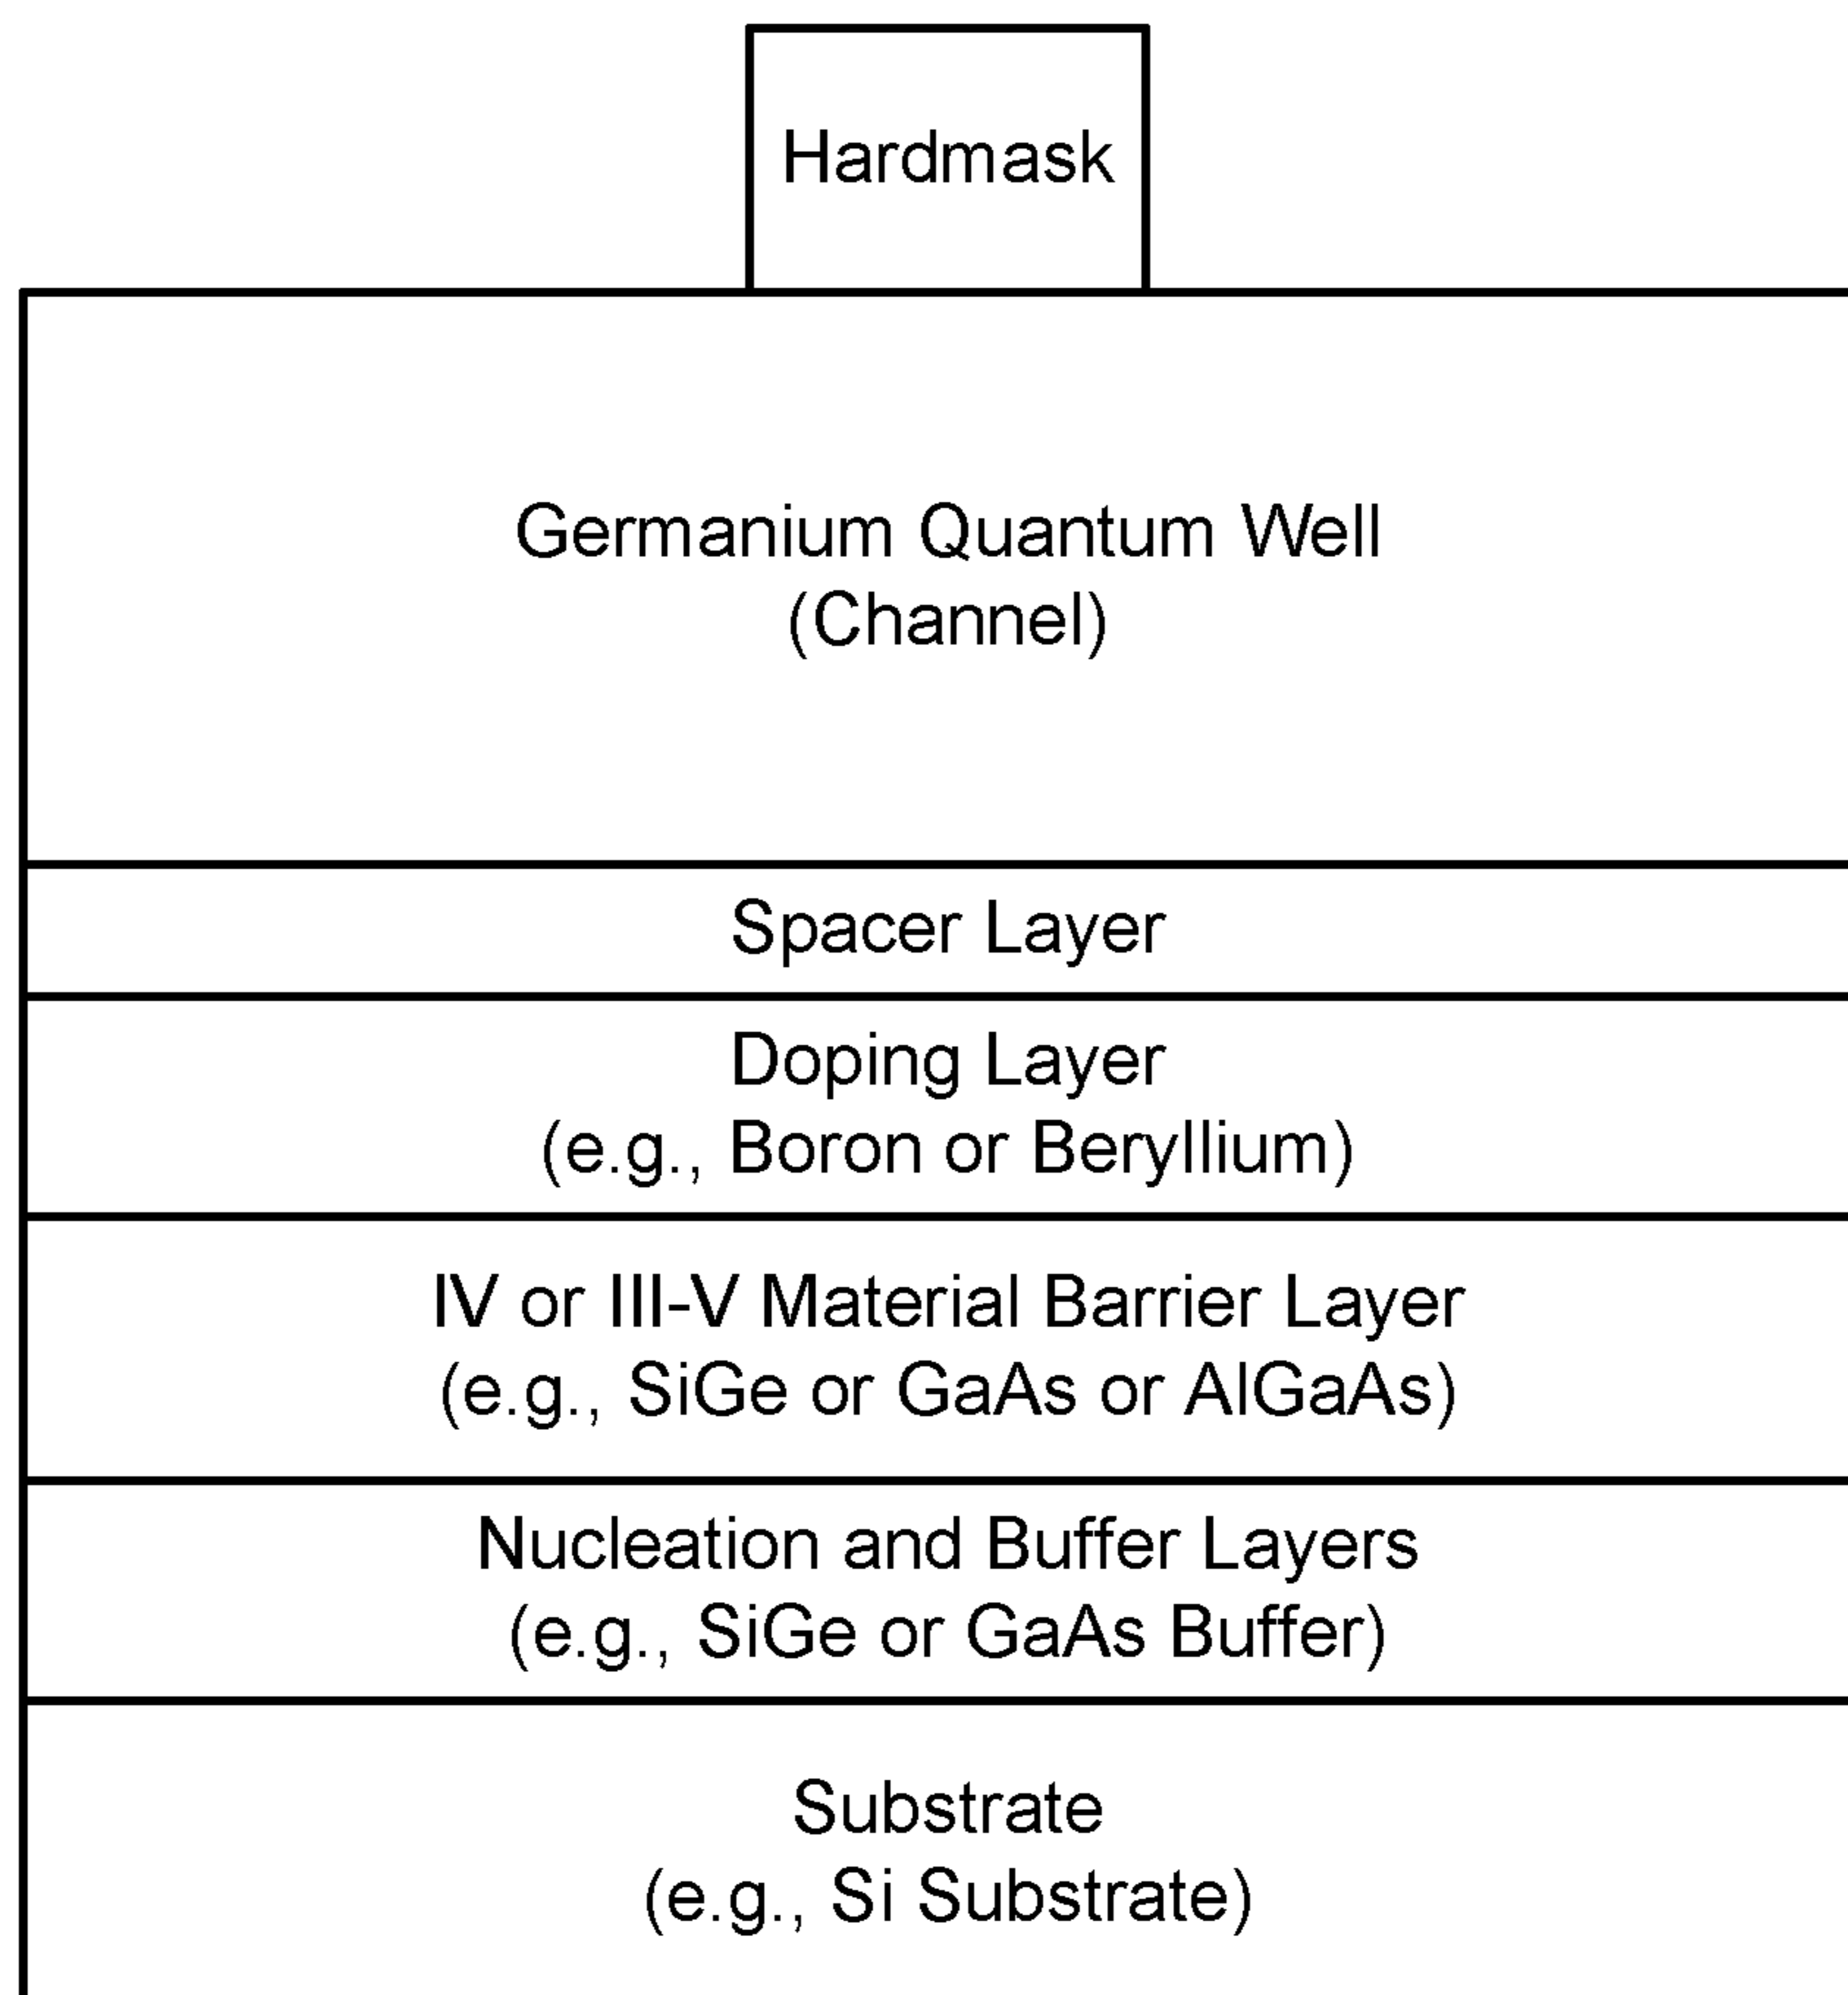 Hardmask
Germanium Quantum Well
(Channel)
Spacer Layer
Doping Layer
(e.g., Boron or Beryllium)
IV or III-V Material Barrier Layer
(e.g., SiGe or GaAs or AlGaAs)
Nucleation and Buffer Layers
(e.g., SiGe or GaAs Buffer)
Substrate
(e.g., Si Substrate)